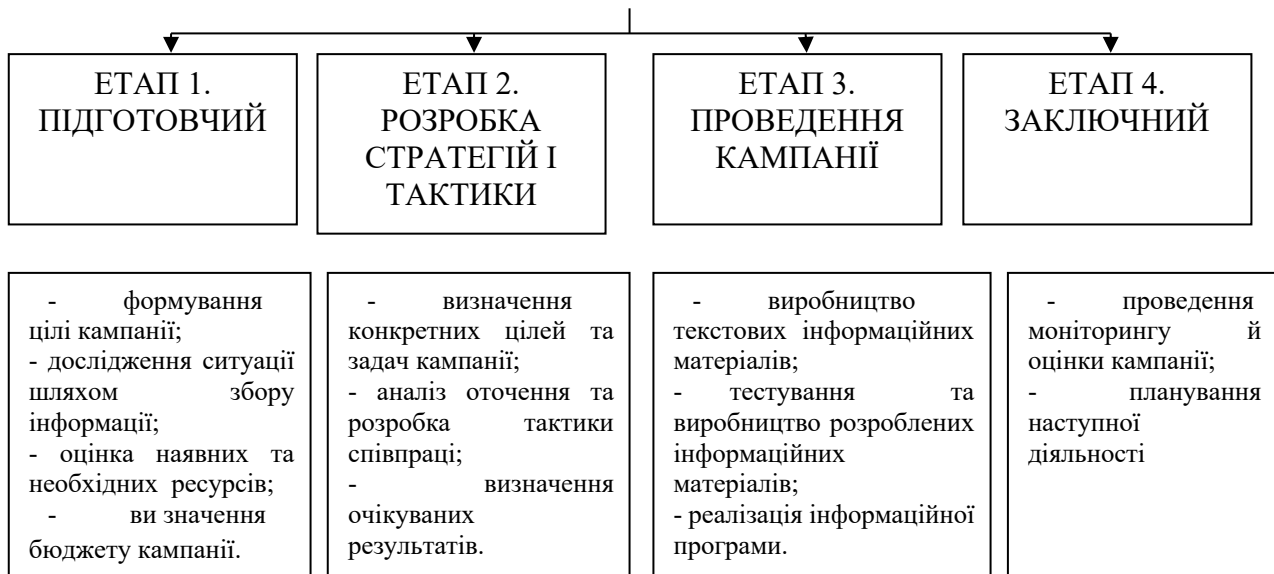 ЕТАП 1.
ПІДГОТОВЧИЙ
ЕТАП 2.
РОЗРОБКА
СТРАТЕГІЙ І
ТАКТИКИ
ЕТАП 3.
ПРОВЕДЕННЯ
КАМПАНІЇ
ЕТАП 4.
ЗАКЛЮЧНИЙ
- формування
цілі кампанії;
- дослідження ситуації
шляхом збору
інформації;
- оцінка наявних та
необхідних ресурсів;
- ви значення
бюджету кампанії.
- визначення
конкретних цілей та
задач кампанії;
- аналіз оточення та
розробка тактики
співпраці;
- визначення
очікуваних
результатів.
- виробництво
текстових інформаційних
матеріалів;
- тестування та
виробництво розроблених
інформаційних
матеріалів;
- реалізація інформаційної
програми.
- проведення
моніторингу й
оцінки кампанії;
- планування
наступної
діяльності